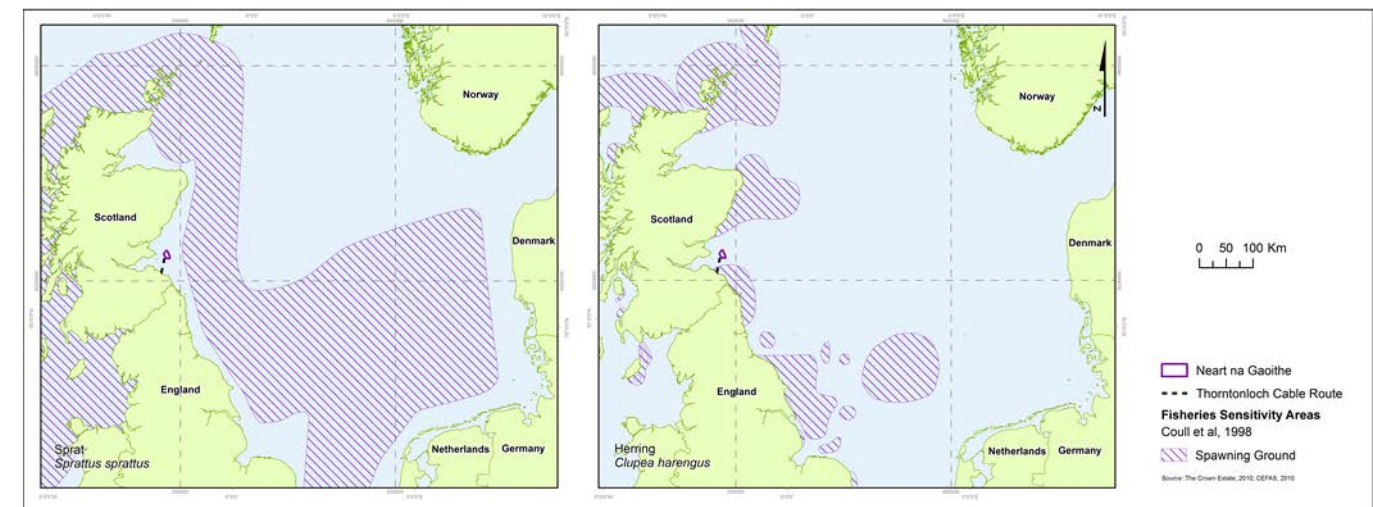 Norway
Scotland
Denmark
England
Netherlands
Germany
Sprat
Sprattus sprattus
Norway
Scotland
Denmark
England
Netherlands
Germany
Herring
Clupea harengus
N
0 50 100 Km
Neart na Gaoithe
Thorntonloch Cable Route
Fisheries Sensitivity Areas
Coull et al, 1998
Spawning Ground
Source: The Crown Estate, 2010; CEFAS, 2010